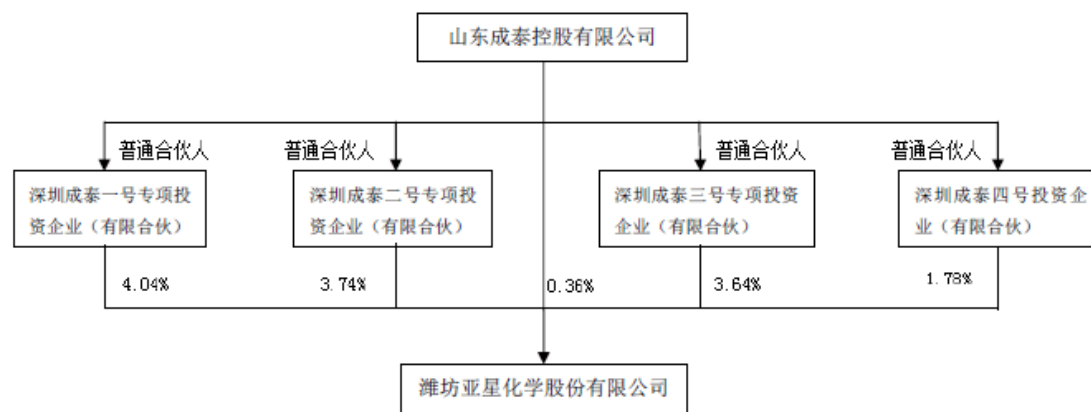 山东成泰控股有限公司
普通合伙人
普通合伙人
普通合伙人
普通合伙人
深圳成泰一号专项投
资企业（有限合伙）
深圳成泰二号专项投
资企业（有限合伙）
深圳成泰三号专项投资
企业（有限合伙）
深圳成泰四号投资企
业（有限合伙）
4.04%
3.74%
0.36%
3.64%
1.78%
潍坊亚星化学股份有限公司